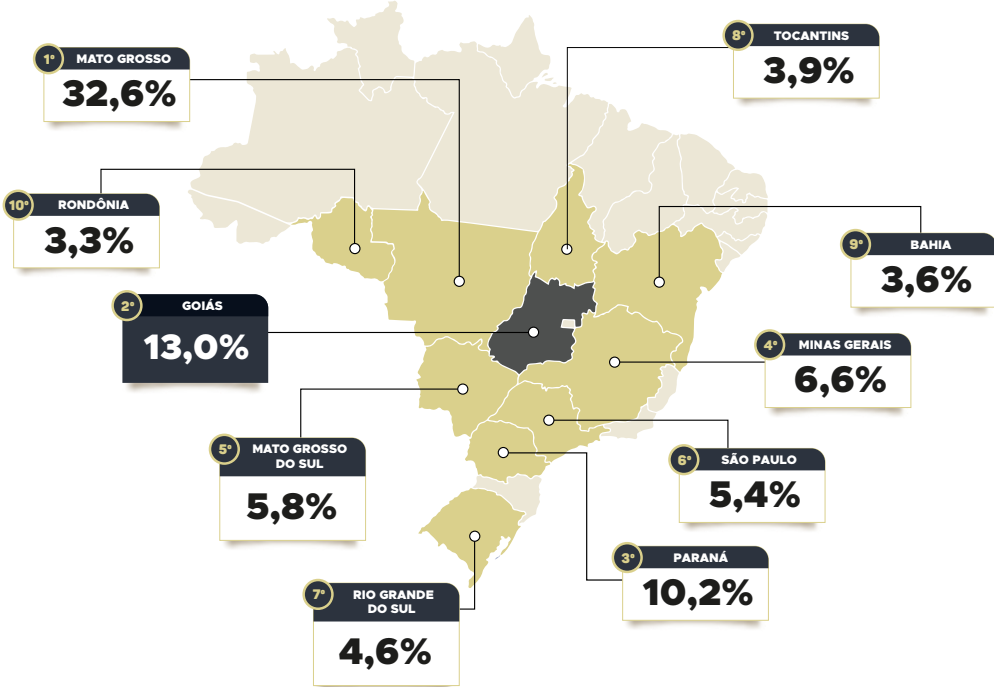 1º MATO GROSSO
32,6%
8º TOCANTINS
3,9%
10º RONDÔNIA
3,3%
9º BAHIA
3,6%
2º GOIÁS
13,0%
4º MINAS GERAIS
6,6%
5º MATO GROSSO
DO SUL
5,8%
6º SÃO PAULO
5,4%
3º PARANÁ
10,2%
7º RIO GRANDE
DO SUL
4,6%